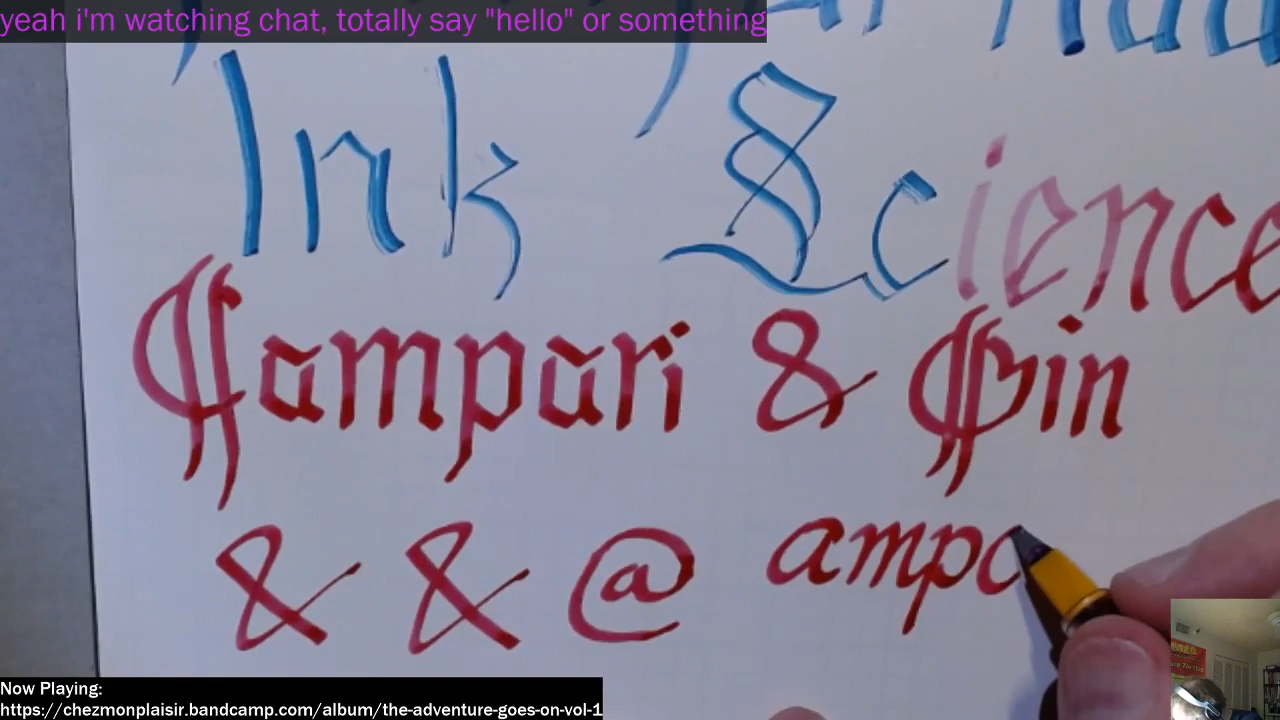 yeah i'm watching chat, totally say "hello" or something
Ink Science
Campari & Gin
& & @ ampa
Now Playing:
https://chezmonplaisir.bandcamp.com/album/the-adventure-goes-on-vol-1